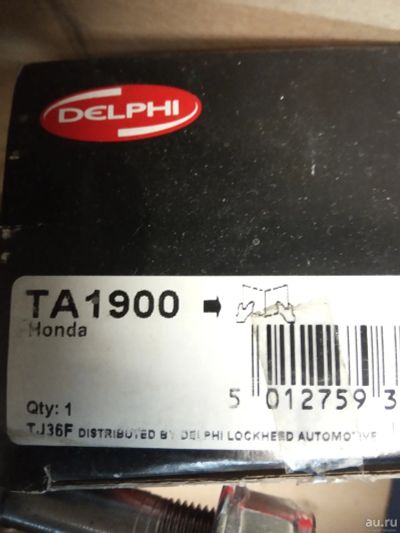 DELPHI
TA1900
Honda
5 012759 3
Qty: 1
TJ36F DISTRIBUTED BY DELPHI LOCKHEED AUTOMOTIVE
au.ru